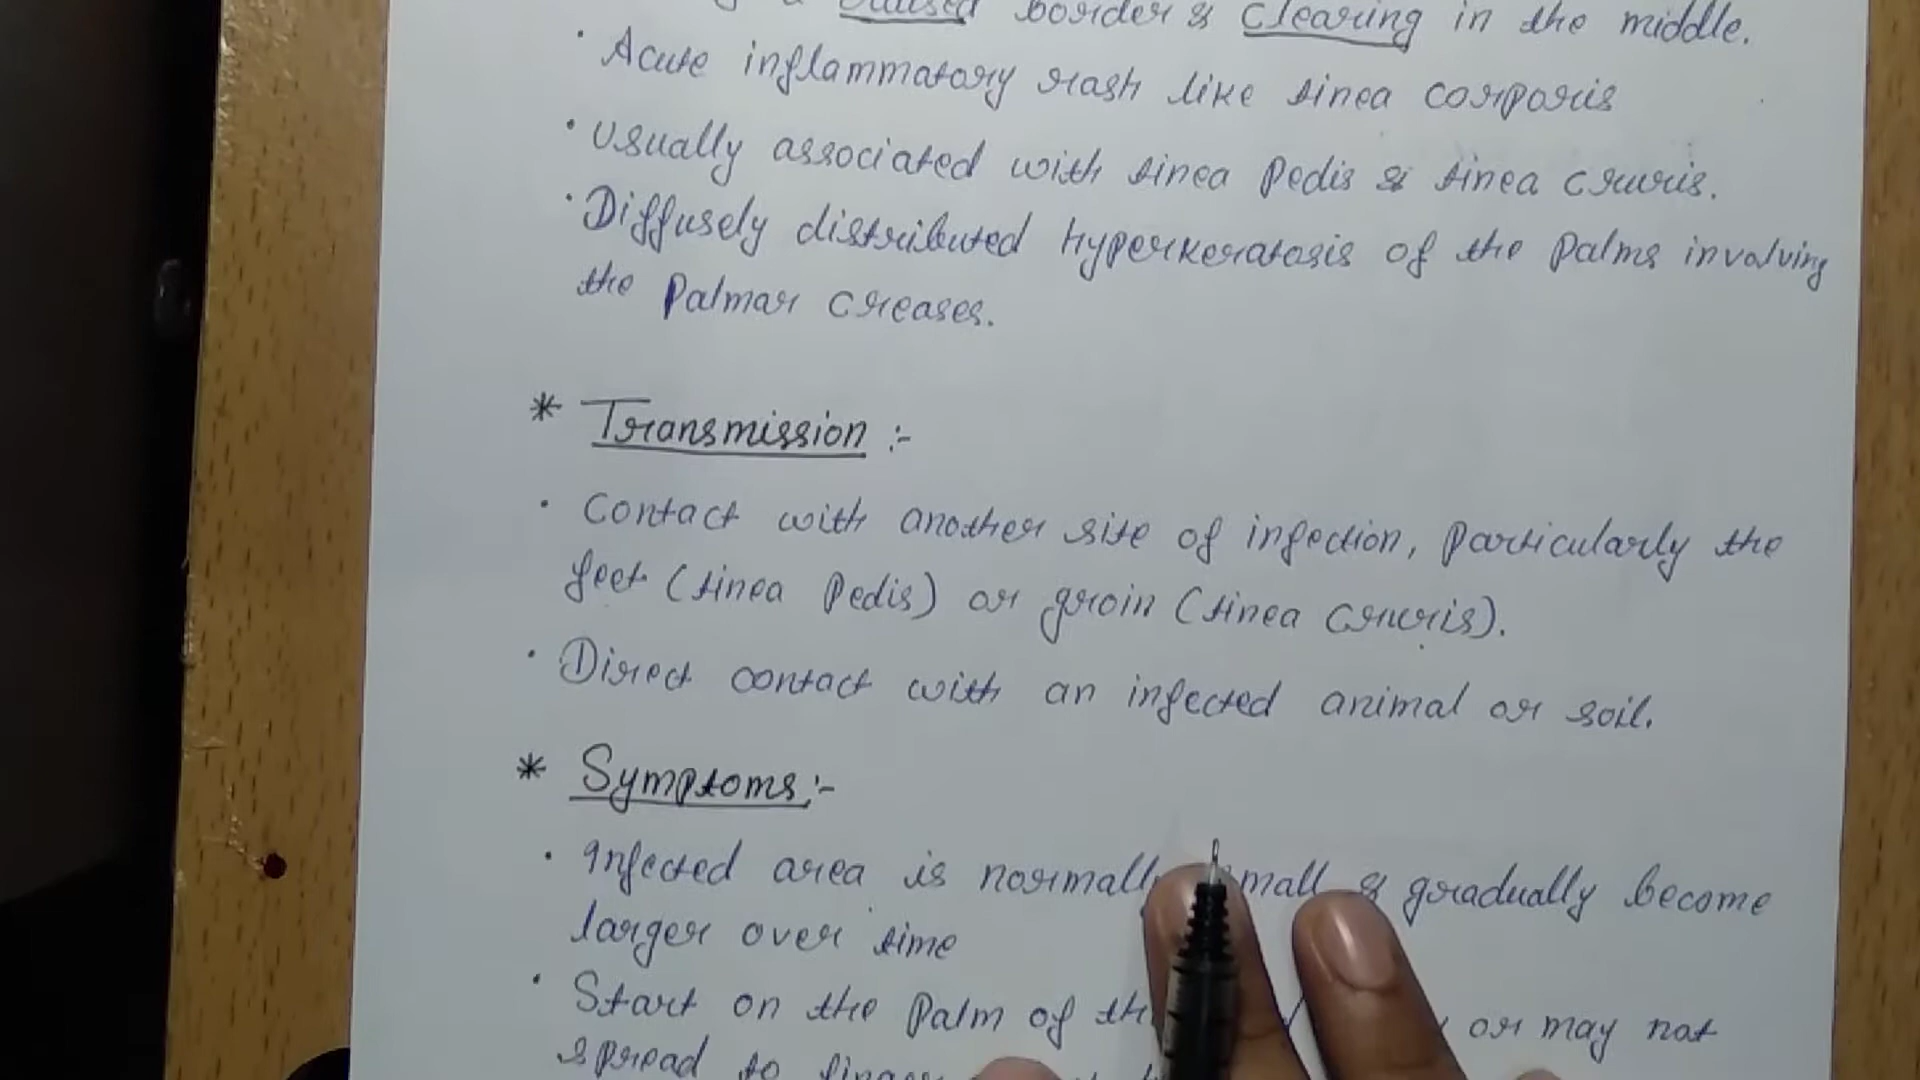 raised border & clearing in the middle.
• Acute inflammatory rash like tinea corporis
• Usually associated with tinea pedis & tinea cruris.
• Diffusely distributed hyperkeratosis of the palms involving
the palmar creases.
* Transmission :-
• Contact with another site of infection, particularly the
feet (tinea pedis) or groin (tinea cruris).
• Direct contact with an infected animal or soil.
* Symptoms :-
• Infected area is normally small & gradually become
larger over time
• Start on the palm of or may not
spread to